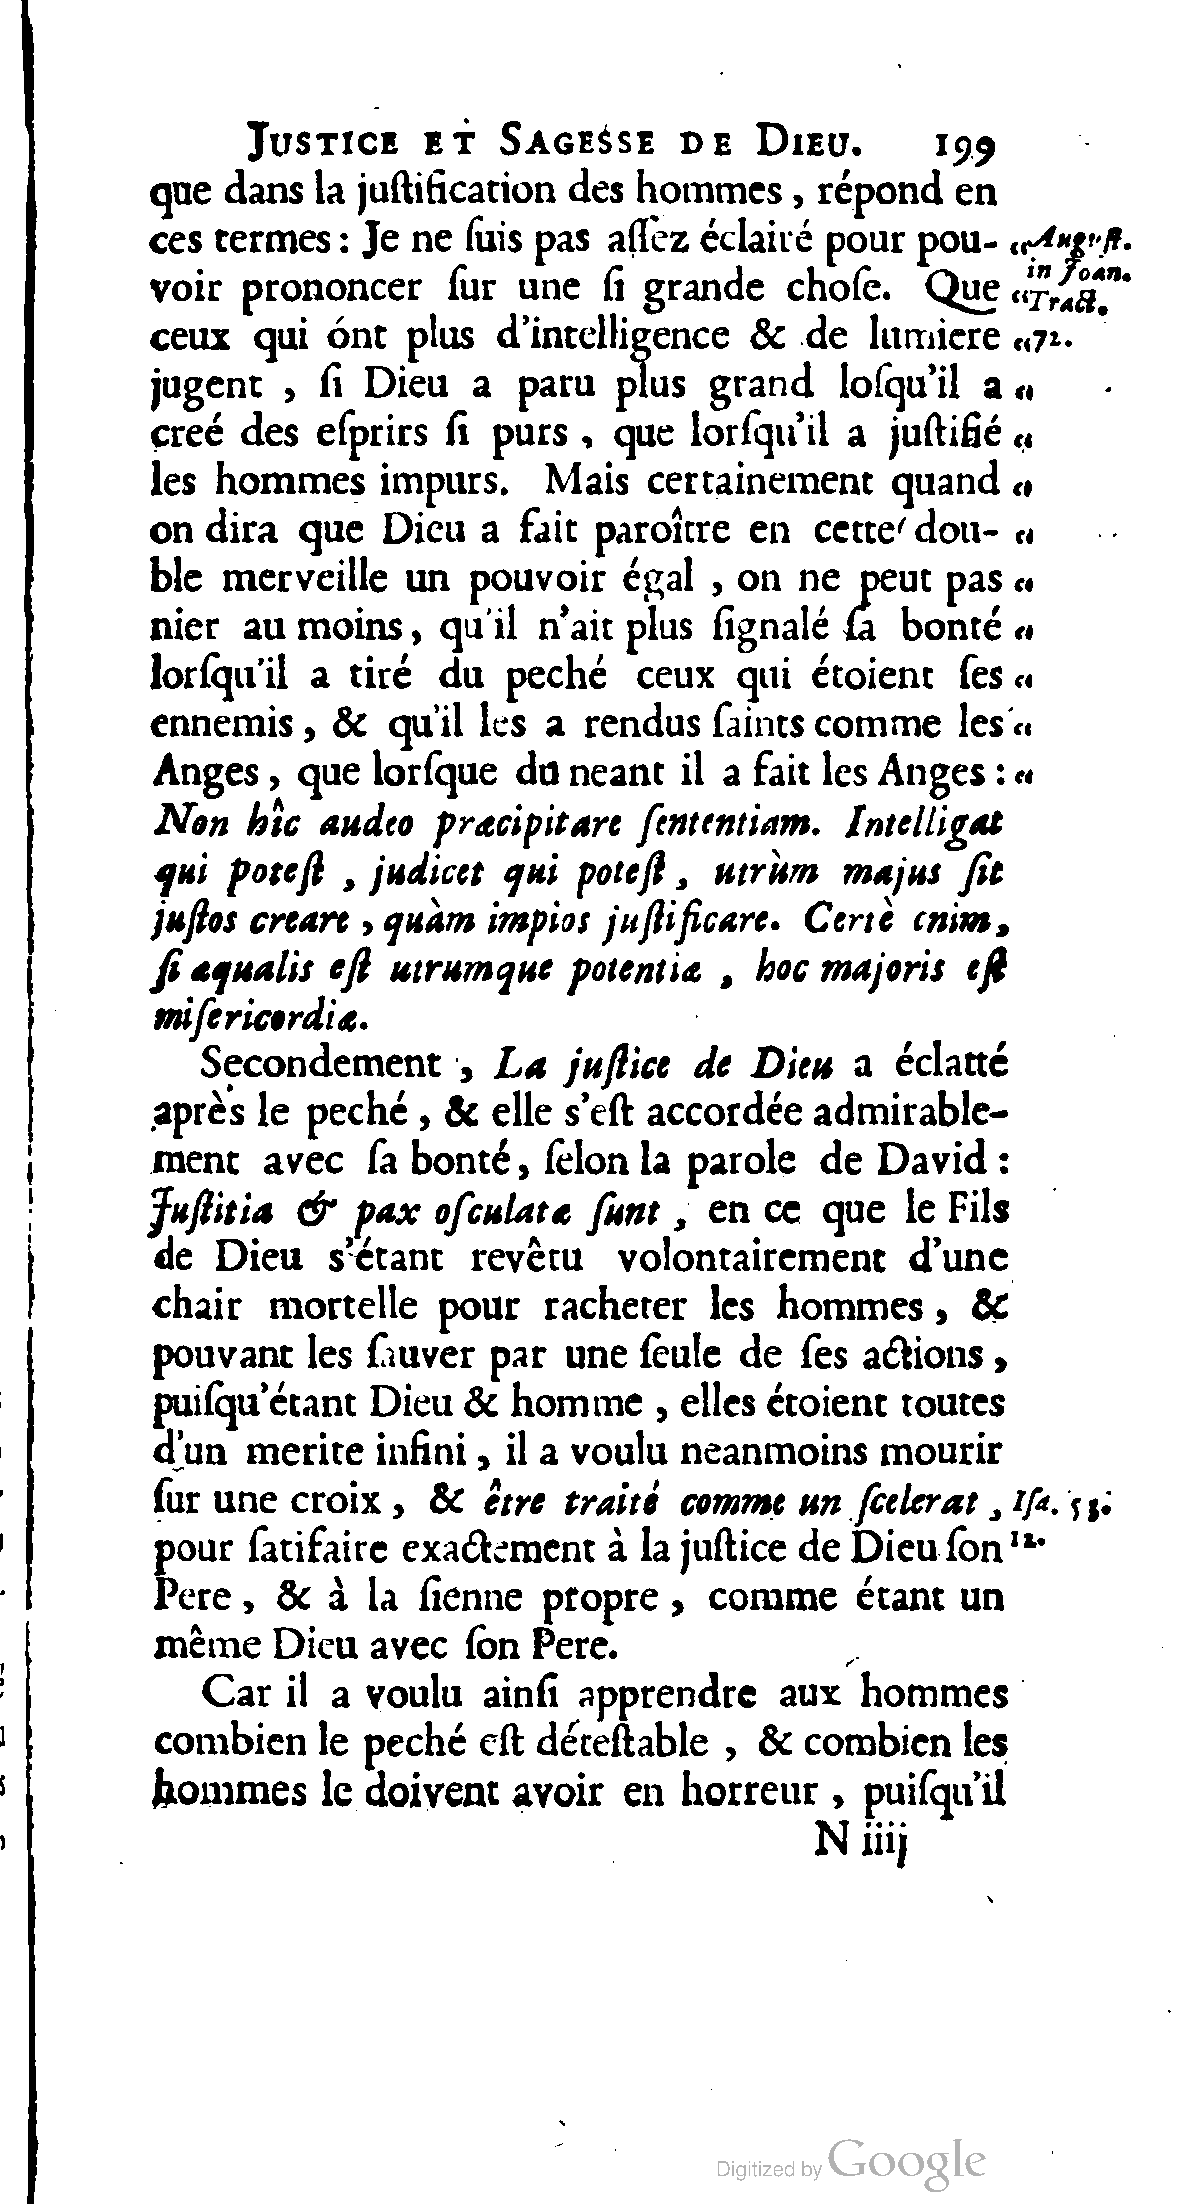 JUSTICE ET SAGESSE DE DIEU. 199
que dans la juſtification des hommes, répond en
ces termes: Je ne ſuis pas aſſez éclairé pour pou- “Auguſt.
voir prononcer ſur une ſi grande choſe. Que “in Joan. Tract.
ceux qui ónt plus d'intelligence & de lumiere “72.
jugent, ſi Dieu a paru plus grand loſqu'il a “
creé des eſprirs ſi purs, que lorſqu'il a juſtifié “
les hommes impurs. Mais certainement quand “
on dira que Dieu a fait paroître en cette dou- “
ble merveille un pouvoir égal, on ne peut pas “
nier au moins, qu'il n'ait plus ſignalé ſa bonté “
lorſqu'il a tiré du peché ceux qui étoient ſes “
ennemis, & qu'il les a rendus ſaints comme les “
Anges, que lorſque du neant il a fait les Anges: “
Non hîc audeo præcipitare ſententiam. Intelligat
qui poteſt, judicet qui poteſt, utrùm majus ſit
juſtos creare, quàm impios juſtificare. Certè enim,
ſi æqualis eſt utrumque potentiæ, hoc majoris eſt
miſericordiæ.
Secondement, La juſtice de Dieu a éclatté
après le peché, & elle s'eſt accordée admirable-
ment avec ſa bonté, ſelon la parole de David:
Juſtitia & pax oſculatæ ſunt, en ce que le Fils
de Dieu s'étant revêtu volontairement d'une
chair mortelle pour racheter les hommes, &
pouvant les ſauver par une ſeule de ſes actions,
puiſqu'étant Dieu & homme, elles étoient toutes
d'un merite infini, il a voulu neanmoins mourir
ſur une croix, & être traité comme un ſcelerat, Iſa. 53.
pour ſatifaire exactement à la juſtice de Dieu ſon 12.
Pere, & à la ſienne propre, comme étant un
même Dieu avec ſon Pere.
Car il a voulu ainſi apprendre aux hommes
combien le peché eſt déteſtable, & combien les
hommes le doivent avoir en horreur, puiſqu'il
N iiij
Digitized by Google